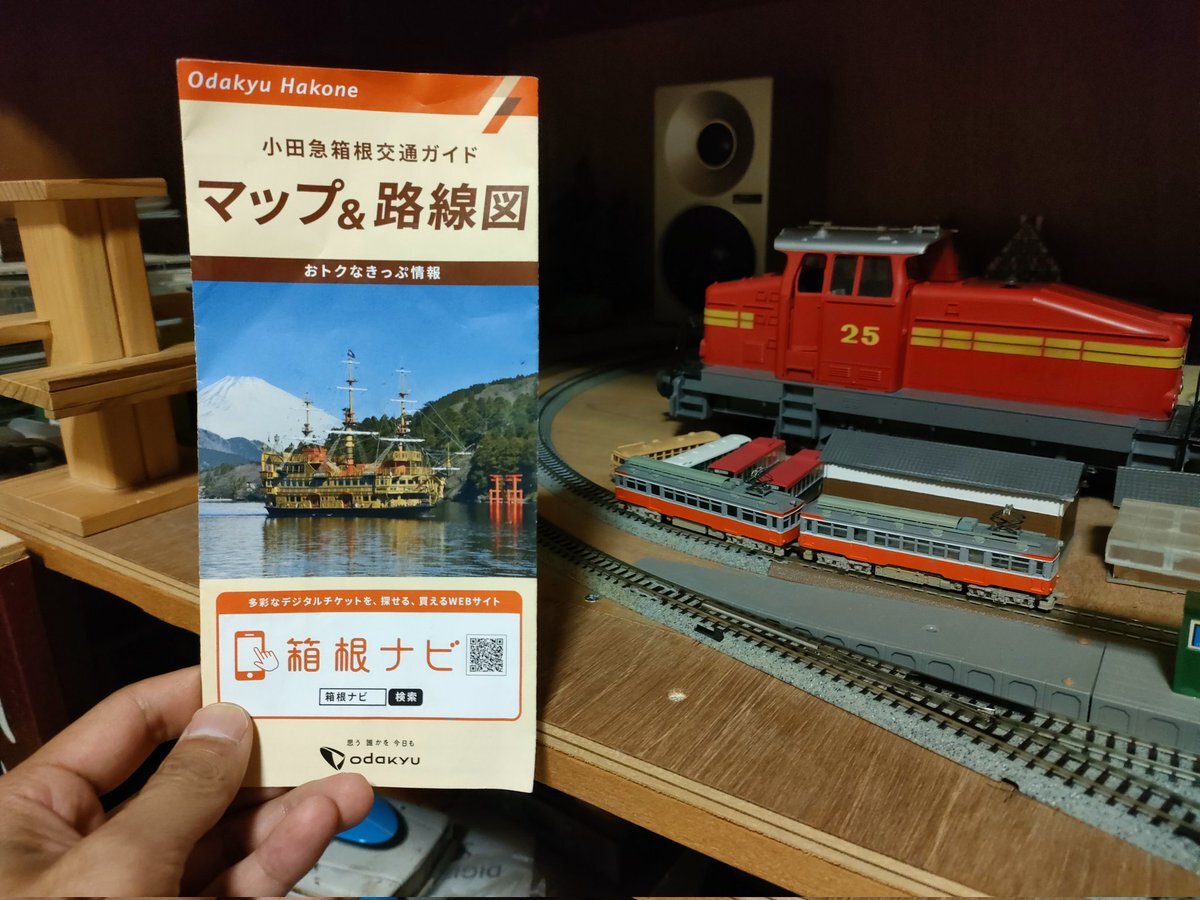 Odakyu Hakone
小田急箱根交通ガイド
マップ&路線図
おトクなきっぷ情報
多彩なデジタルチケットを、探せる、買えるWEBサイト
箱根ナビ
箱根ナビ 検索
思う 誰かを 今日も
ODAKYU
25